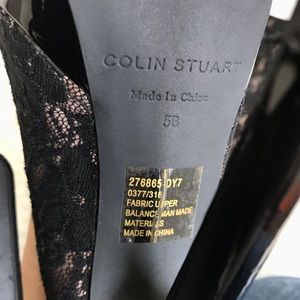 COLIN STUART
Made In China
5B
276865-DY7
0377/318
FABRIC UPPER
BALANCE MAN MADE
MATERIALS
MADE IN CHINA